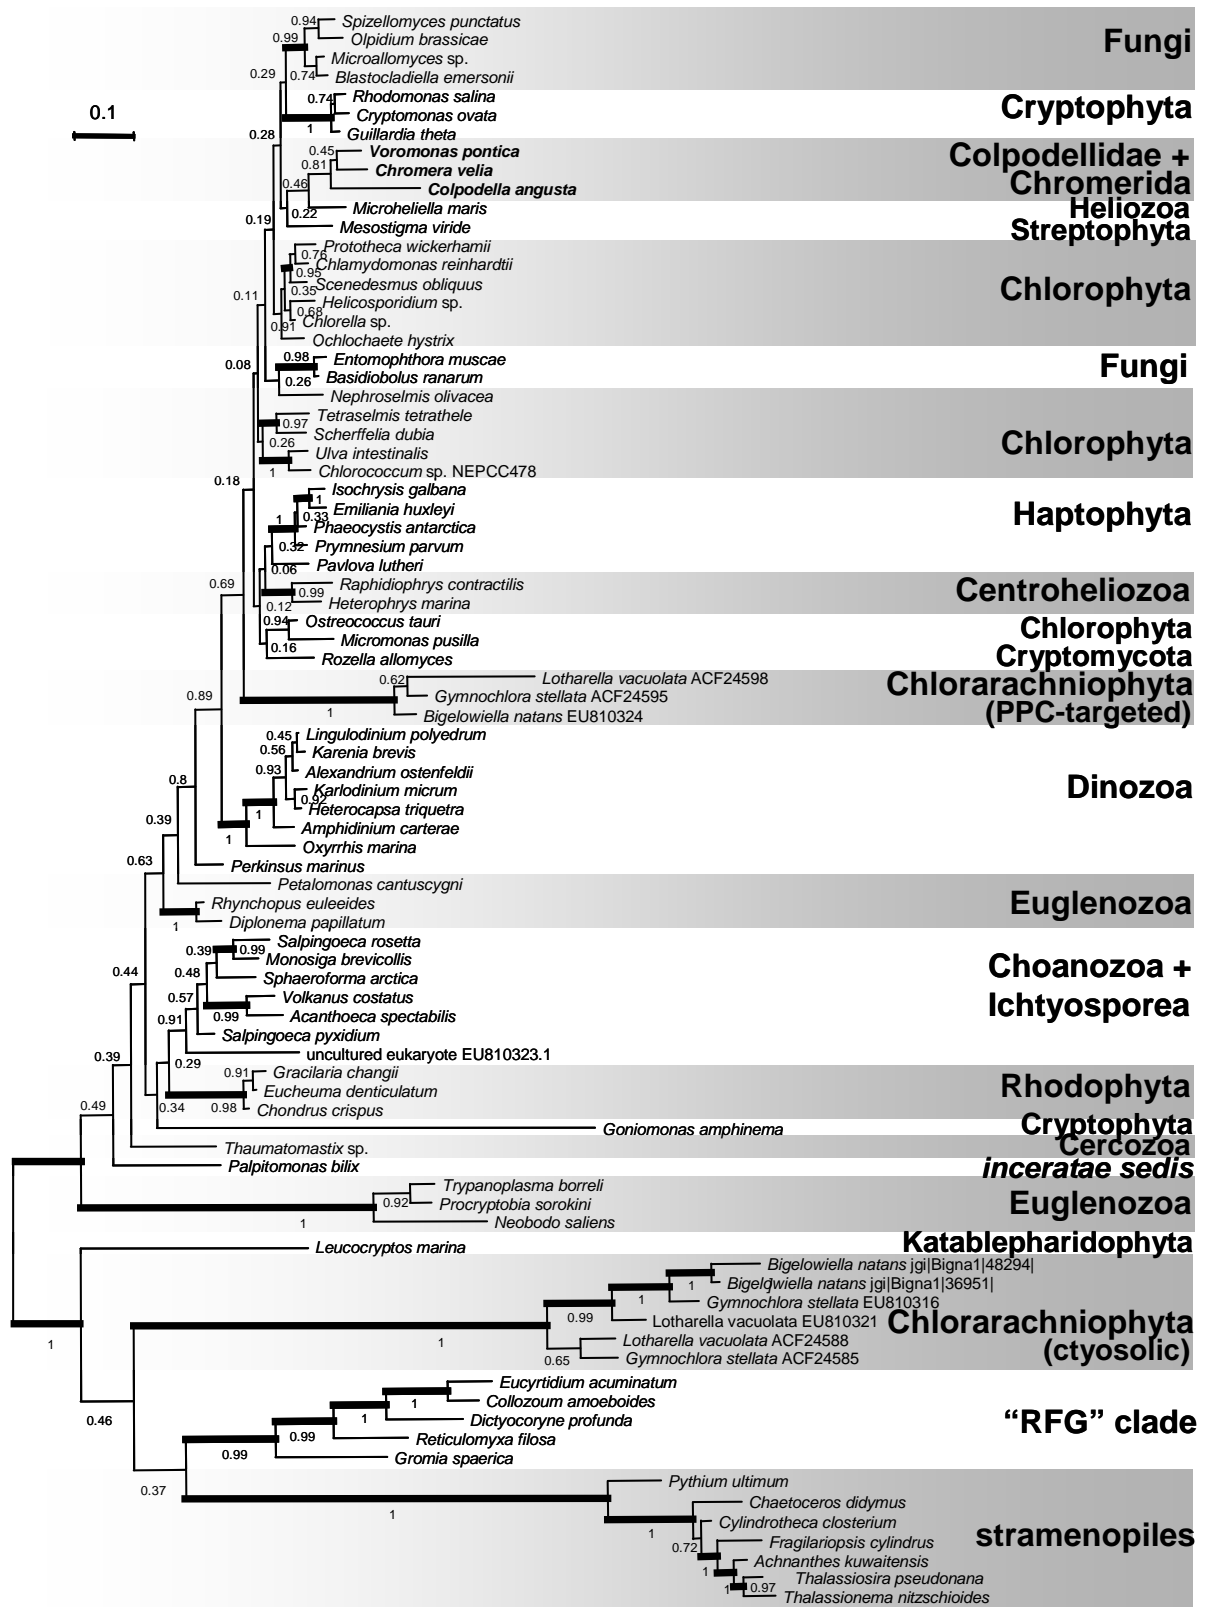 0.94 Spizellomyces punctatus
0.99 Olpidium brassicae
Fungi
Microallomyces sp.
0.29 0.74 Blastocladiella emersonii
0.74 Rhodomonas salina
0.1
Cryptomonas ovata
Cryptophyta
1 Guillardia theta
0.28
0.45 Voromonas pontica
Colpodellidae +
0.81 Chromera velia
Chromerida
0.46 Colpodella angusta
0.22 Microheliella maris
Heliozoa
0.19 Mesostigma viride
Streptophyta
0.76 Prototheca wickerhamii
0.95 Chlamydomonas reinhardtii
0.35 Scenedesmus obliquus
Chlorophyta
0.11 0.68 Helicosporidium sp.
0.91 Chlorella sp.
Ochlochaete hystrix
0.08 0.98 Entomophthora muscae
Fungi
0.26 Basidiobolus ranarum
Nephroselmis olivacea
0.97 Tetraselmis tetrathele
0.26 Scherffelia dubia
Chlorophyta
Ulva intestinalis
1 Chlorococcum sp. NEPCC478
0.18
1 Isochrysis galbana
0.33 Emiliania huxleyi
Haptophyta
1 Phaeocystis antarctica
0.32 Prymnesium parvum
0.06 Pavlova lutheri
0.69 0.99 Raphidiophrys contractilis
Centroheliozoa
0.12 Heterophrys marina
0.94 Ostreococcus tauri
Chlorophyta
0.16 Micromonas pusilla
Rozella allomyces
Cryptomycota
0.62 Lotharella vacuolata ACF24598
Chlorarachniophyta
0.89 Gymnochlora stellata ACF24595
(PPC-targeted)
1 Bigelowiella natans EU810324
0.45 Lingulodinium polyedrum
0.56 Karenia brevis
0.93 Alexandrium ostenfeldii
0.8 Karlodinium micrum
Dinozoa
0.92 Heterocapsa triquetra
1 Amphidinium carterae
0.39 1 Oxyrrhis marina
0.63 Perkinsus marinus
Petalomonas cantuscygni
Rhynchopus euleeides
Euglenozoa
1 Diplonema papillatum
0.39 0.99 Salpingoeca rosetta
Monosiga brevicollis
0.44 0.48 Sphaeroforma arctica
Choanozoa +
0.57 Volkanus costatus
Ichtyosporea
0.91 0.99 Acanthoeca spectabilis
Salpingoeca pyxidium
0.39 0.29 uncultured eukaryote EU810323.1
0.91 Gracilaria changii
Eucheuma denticulatum
Rhodophyta
0.49 0.34 0.98 Chondrus crispus
Goniomonas amphinema
Cryptophyta
Thaumatomastix sp.
Cercozoa
Palpitomonas bilix
inceratae sedis
Trypanoplasma borreli
0.92 Procryptobia sorokini
Euglenozoa
1 Neobodo saliens
Leucocryptos marina
Katablepharidophyta
Bigelowiella natans jgi|Bigna1|48294|
1 Bigelowiella natans jgi|Bigna1|36951|
1 Gymnochlora stellata EU810316
0.99 Lotharella vacuolata EU810321
Chlorarachniophyta
1 1 Lotharella vacuolata ACF24588
(ctyosolic)
0.65 Gymnochlora stellata ACF24585
Eucyrtidium acuminatum
1 Collozoum amoeboides
0.46 1 Dictyocoryne profunda
“RFG” clade
0.99 Reticulomyxa filosa
0.99 Gromia spaerica
0.37 Pythium ultimum
1 Chaetoceros didymus
1 Cylindrotheca closterium
stramenopiles
0.72 Fragilariopsis cylindrus
1 Achnanthes kuwaitensis
Thalassiosira pseudonana
1 0.97 Thalassionema nitzschioides